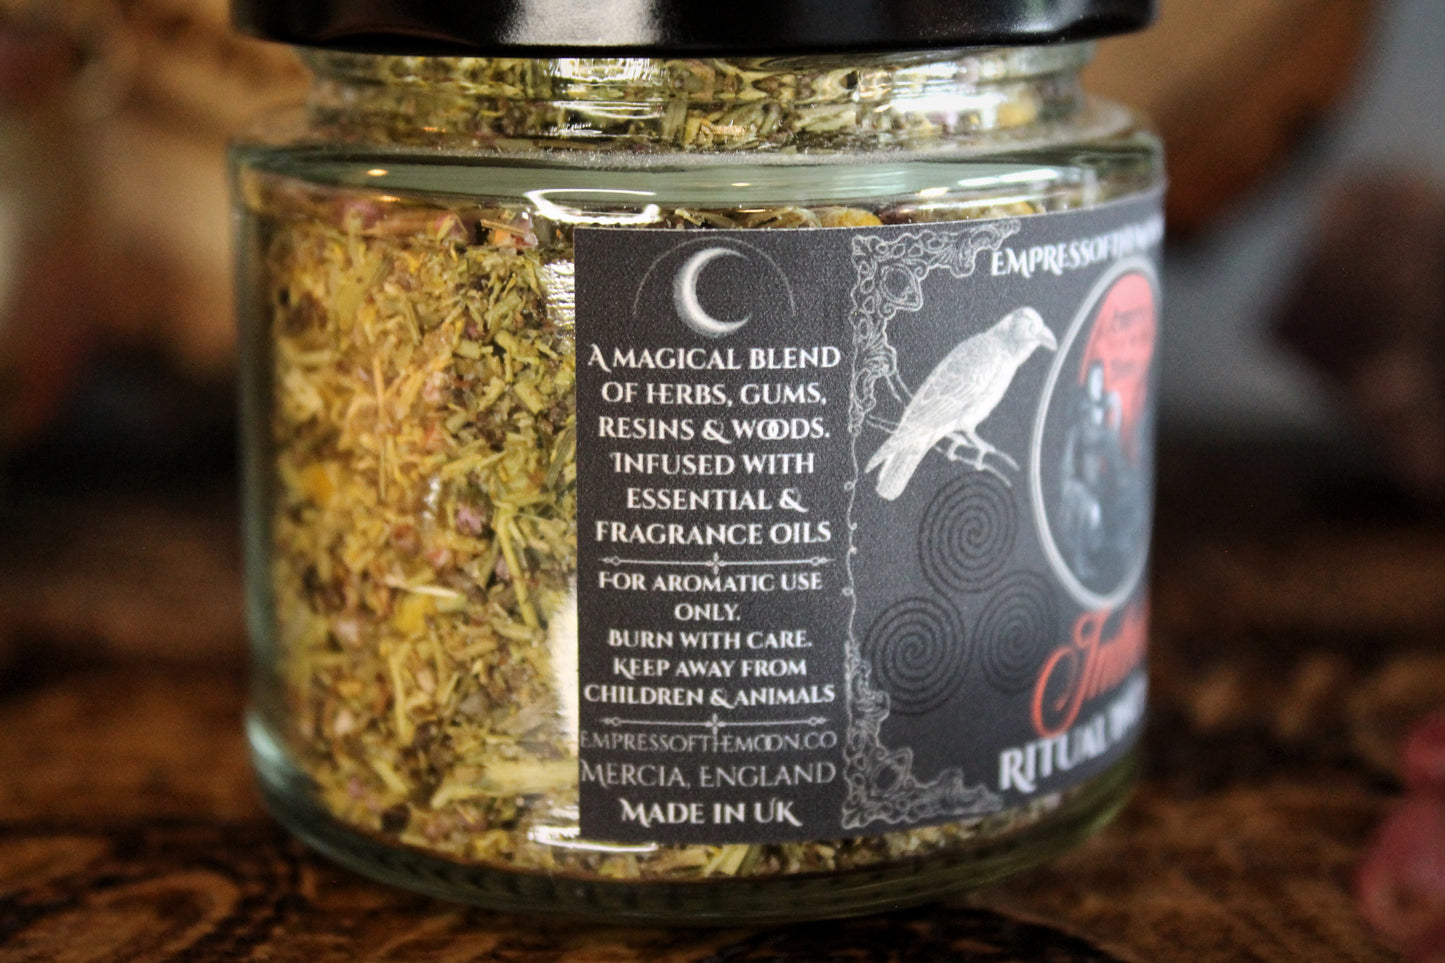 A magical blend
of herbs, gums,
resins & woods.
Infused with
essential &
fragrance oils
For aromatic use
only.
Burn with care.
Keep away from
children & animals
empressofthemoon.co
Mercia, England
Made in UK
Ritual